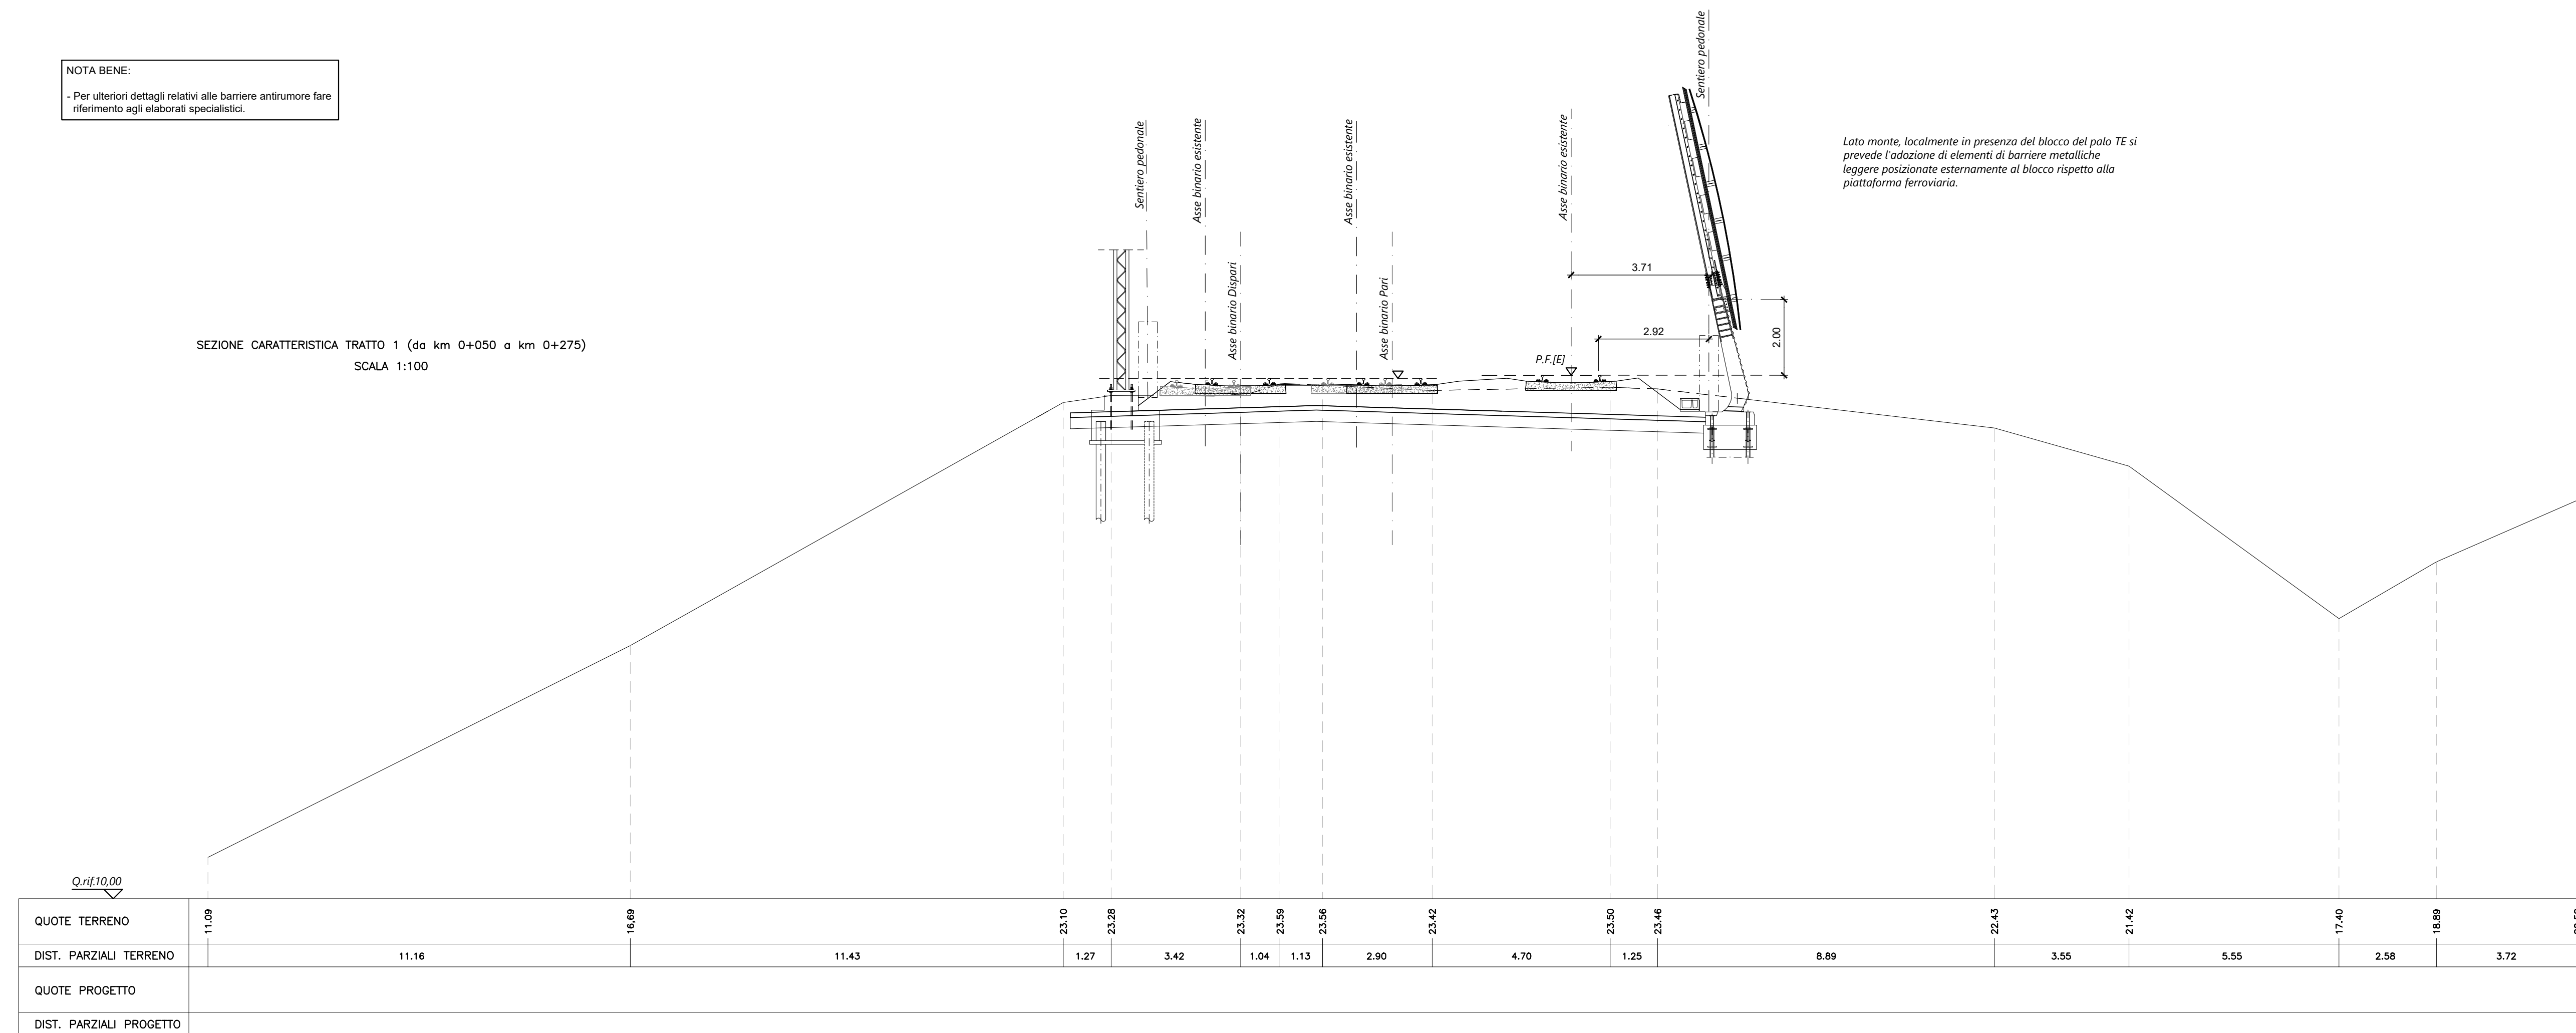 NOTA BENE:
- Per ulteriori dettagli relativi alle barriere antirumore fare
riferimento agli elaborati specialistici.
SEZIONE CARATTERISTICA TRATTO 1 (da km 0+050 a km 0+275)
SCALA 1:100
Sentiero pedonale
Asse binario esistente
Asse binario Dispari
Asse binario esistente
Asse binario Pari
Asse binario esistente
Sentiero pedonale
Lato monte, localmente in presenza del blocco del palo TE si
prevede l'adozione di elementi di barriere metalliche
leggere posizionate esternamente al blocco rispetto alla
piattaforma ferroviaria.
3.71
2.92
2.00
P.F.[E]
Q.rif.10,00
QUOTE TERRENO 11.09 16,69 23.10 23.28 23.32 23.59 23.56 23.42 23.50 23.46 22.43 21.42 17.40 18.89
DIST. PARZIALI TERRENO 11.16 11.43 1.27 3.42 1.04 1.13 2.90 4.70 1.25 8.89 3.55 5.55 2.58 3.72
QUOTE PROGETTO
DIST. PARZIALI PROGETTO